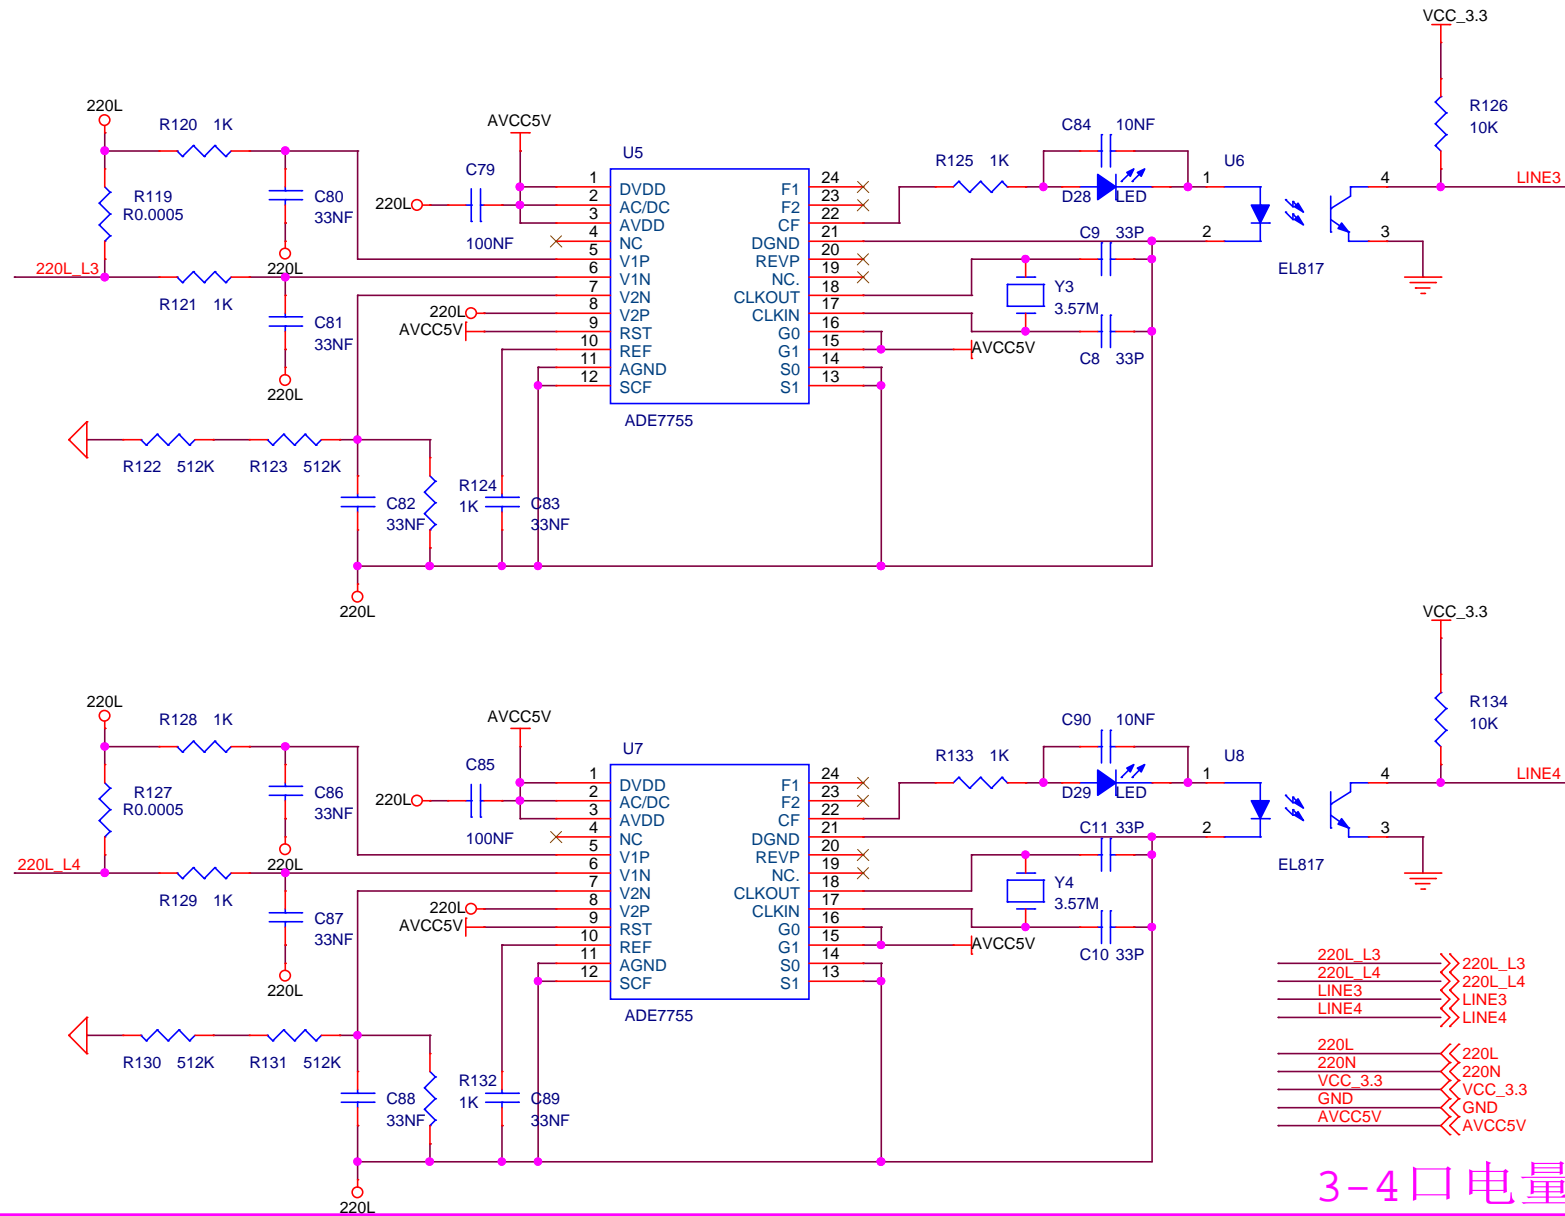 VCC_3.3
220L
R120 1K
AVCC5V
C84 10NF
R126
10K
R119
R0.0005
C80
33NF
C79
220L
100NF
U5
R125 1K
D28 LED
U6
1
2
4
3
LINE3
EL817
220L_L3
220L
R121 1K
C81
33NF
220L
220L
AVCC5V
1 DVDD
2 AC/DC
3 AVDD
4 NC
5 V1P
6 V1N
7 V2N
8 V2P
9 RST
10 REF
11 AGND
12 SCF
24 F1
23 F2
22 CF
21 DGND
20 REVP
19 NC.
18 CLKOUT
17 CLKIN
16 G0
15 G1
14 S0
13 S1
ADE7755
C9 33P
Y3
3.57M
C8 33P
AVCC5V
R122 512K
R123 512K
C82
33NF
R124
1K
C83
33NF
220L
VCC_3.3
220L
R128 1K
AVCC5V
C90 10NF
R134
10K
R127
R0.0005
C86
33NF
C85
220L
100NF
U7
R133 1K
D29 LED
U8
1
2
4
3
LINE4
EL817
220L_L4
220L
R129 1K
C87
33NF
220L
220L
AVCC5V
1 DVDD
2 AC/DC
3 AVDD
4 NC
5 V1P
6 V1N
7 V2N
8 V2P
9 RST
10 REF
11 AGND
12 SCF
24 F1
23 F2
22 CF
21 DGND
20 REVP
19 NC.
18 CLKOUT
17 CLKIN
16 G0
15 G1
14 S0
13 S1
ADE7755
C11 33P
Y4
3.57M
C10 33P
AVCC5V
R130 512K
R131 512K
C88
33NF
R132
1K
C89
33NF
220L
220L_L3 220L_L3
220L_L4 220L_L4
LINE3 LINE3
LINE4 LINE4
220L 220L
220N 220N
VCC_3.3 VCC_3.3
GND GND
AVCC5V AVCC5V
3-4口电量